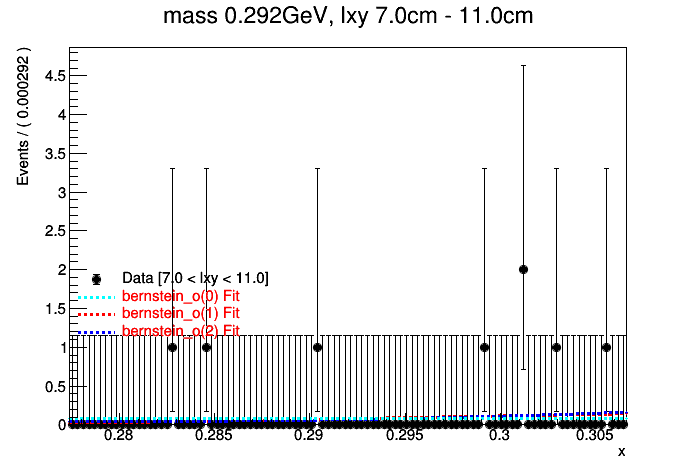 mass 0.292GeV, lxy 7.0cm - 11.0cm
Events / ( 0.000292 )
4.5
4
3.5
3
2.5
2
1.5
1
0.5
0
Data [7.0 < lxy < 11.0]
bernstein_o(0) Fit
bernstein_o(1) Fit
bernstein_o(2) Fit
0.28 0.285 0.29 0.295 0.3 0.305
x